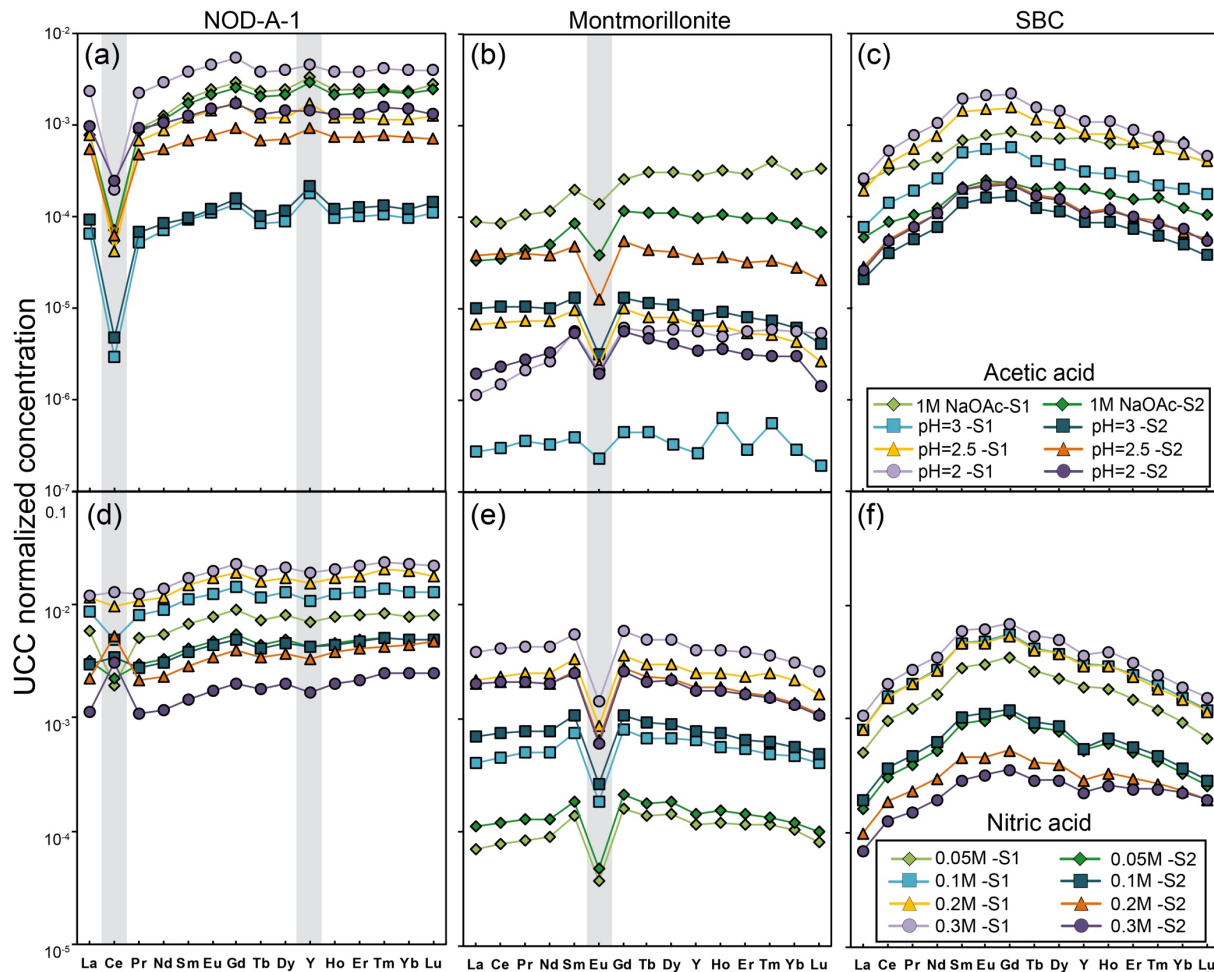 NOD-A-1 Montmorillonite SBC
UCC normalized concentration
10-2
10-3
10-4
10-5
10-6
10-7
(a) (b) (c)
Acetic acid
1M NaOAc-S1 1M NaOAc-S2
pH=3 -S1 pH=3 -S2
pH=2.5 -S1 pH=2.5 -S2
pH=2 -S1 pH=2 -S2
0.1
10-2
10-3
10-4
10-5
(d) (e) (f)
Nitric acid
0.05M -S1 0.05M -S2
0.1M -S1 0.1M -S2
0.2M -S1 0.2M -S2
0.3M -S1 0.3M -S2
La Ce Pr Nd Sm Eu Gd Tb Dy Y Ho Er Tm Yb Lu La Ce Pr Nd Sm Eu Gd Tb Dy Y Ho Er Tm Yb Lu La Ce Pr Nd Sm Eu Gd Tb Dy Y Ho Er Tm Yb Lu